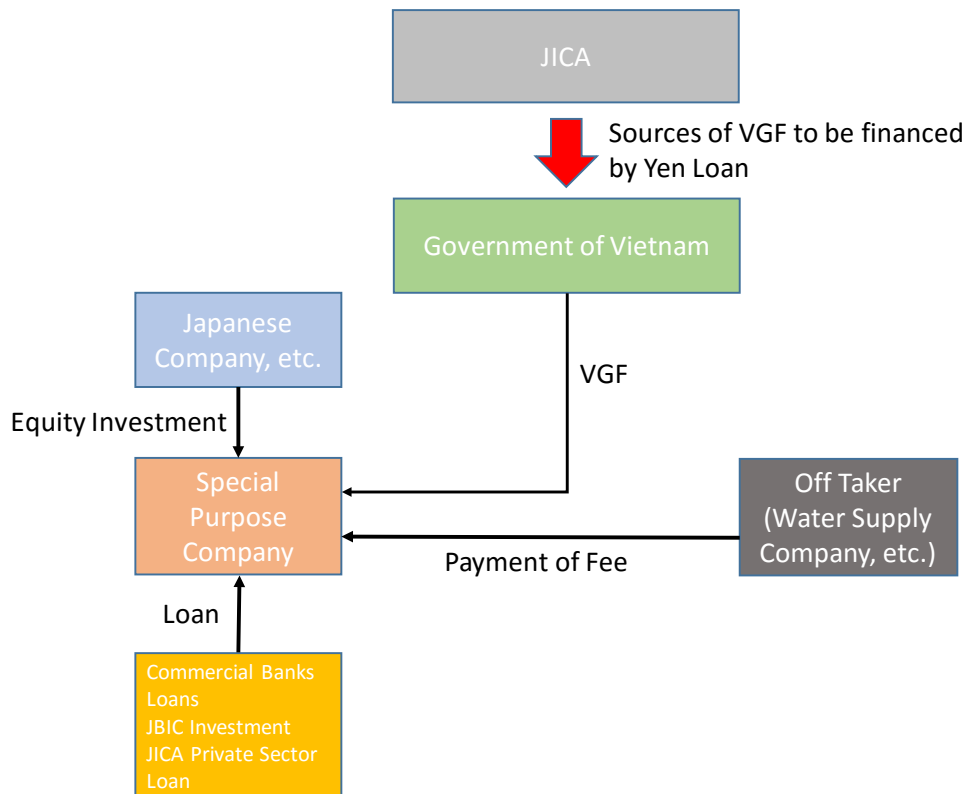 JICA
Sources of VGF to be financed
by Yen Loan
Government of Vietnam
Japanese
Company, etc.
VGF
Equity Investment
Special
Purpose
Company
Off Taker
(Water Supply
Company, etc.)
Payment of Fee
Loan
Commercial Banks
Loans
JBIC Investment
JICA Private Sector
Loan